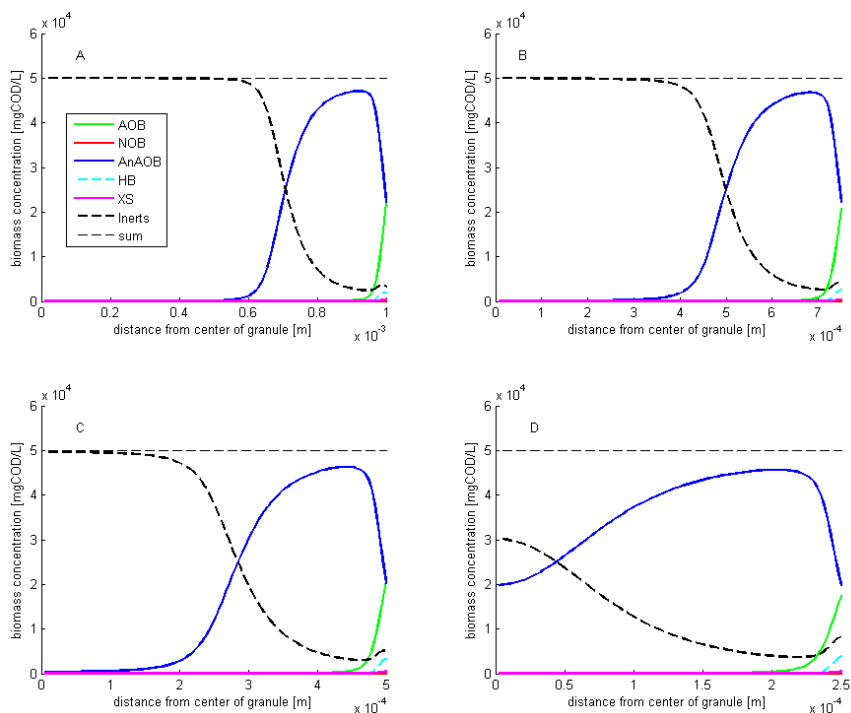 x 10^4
A
biomass concentration [mgCOD/L]
6
5
4
3
2
1
0
AOB
NOB
AnAOB
HB
XS
Inerts
sum
0 0.2 0.4 0.6 0.8 1
distance from center of granule [m]
x 10^-3
x 10^4
B
biomass concentration [mgCOD/L]
6
5
4
3
2
1
0
0 1 2 3 4 5 6 7
distance from center of granule [m]
x 10^-4
x 10^4
C
biomass concentration [mgCOD/L]
6
5
4
3
2
1
0
0 1 2 3 4 5
distance from center of granule [m]
x 10^-4
x 10^4
D
biomass concentration [mgCOD/L]
6
5
4
3
2
1
0
0 0.5 1 1.5 2 2.5
distance from center of granule [m]
x 10^-4